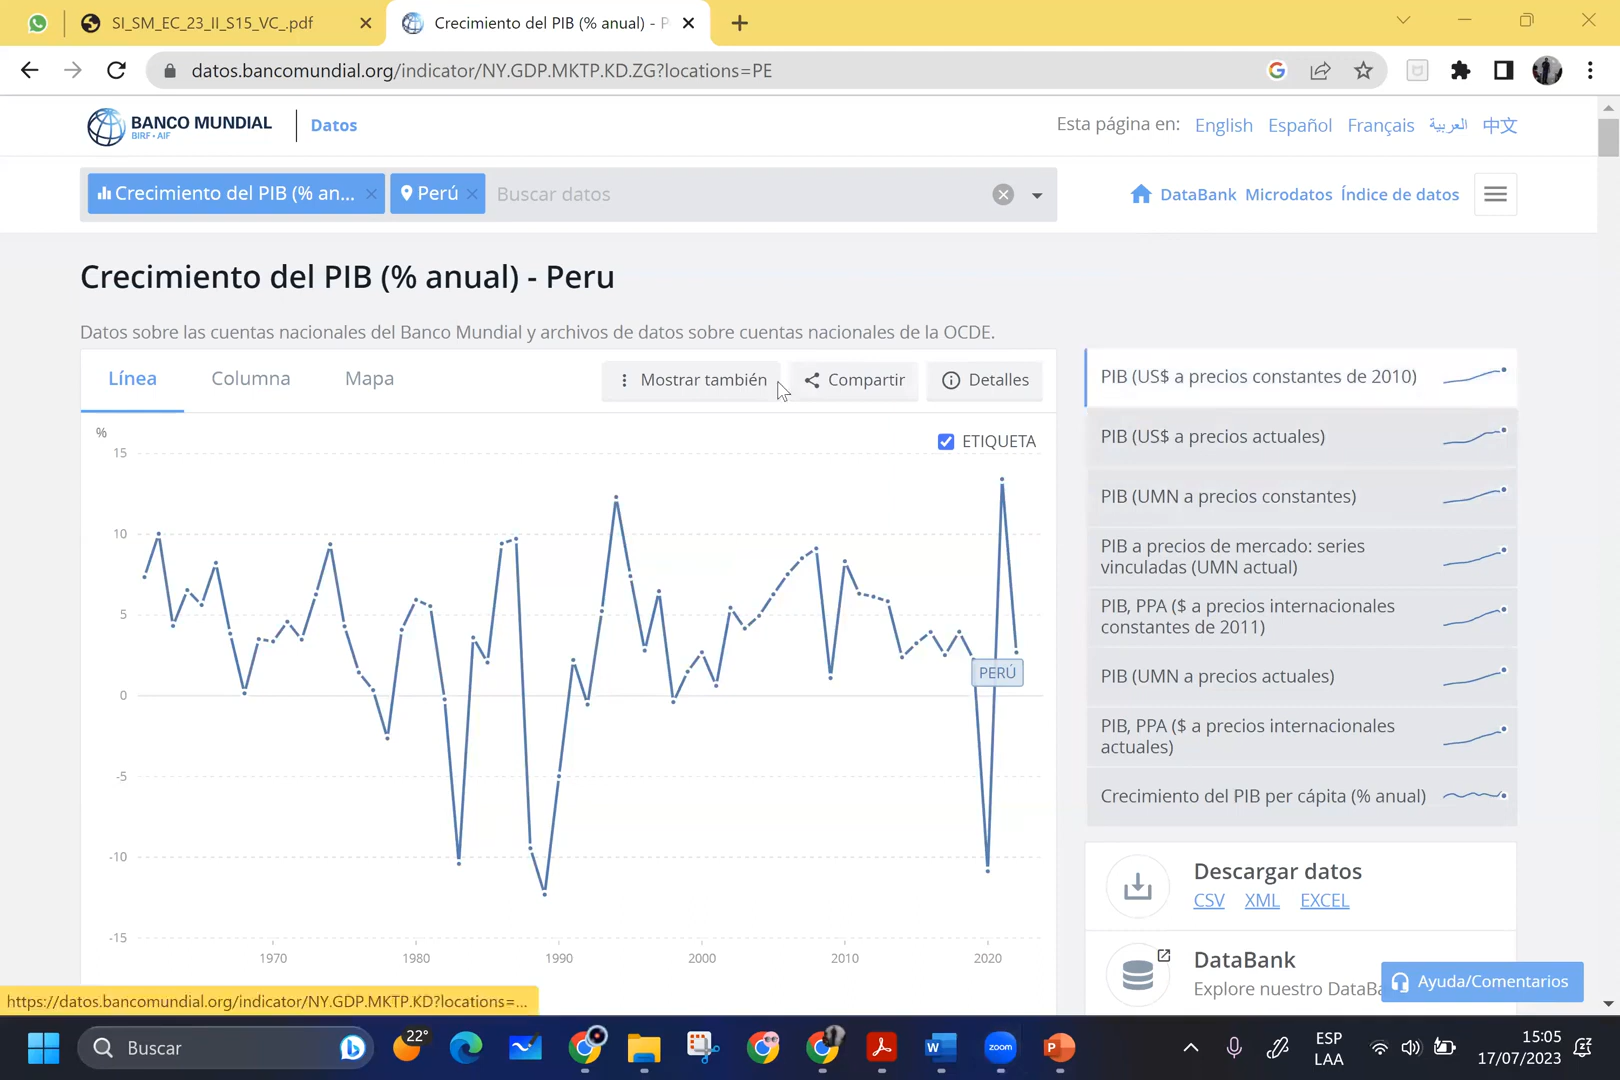 SI_SM_EC_23_II_S15_VC_.pdf
Crecimiento del PIB (% anual) - P
datos.bancomundial.org/indicator/NY.GDP.MKTP.KD.ZG?locations=PE
BANCO MUNDIAL
BIRF • AIF
Datos
Esta página en: English Español Français العربية 中文
Crecimiento del PIB (% an...
Perú
Buscar datos
DataBank Microdatos Índice de datos
Crecimiento del PIB (% anual) - Peru
Datos sobre las cuentas nacionales del Banco Mundial y archivos de datos sobre cuentas nacionales de la OCDE.
Línea Columna Mapa
Mostrar también
Compartir
Detalles
%
ETIQUETA
15
10
5
0
-5
-10
-15
PERÚ
1970 1980 1990 2000 2010 2020
PIB (US$ a precios constantes de 2010)
PIB (US$ a precios actuales)
PIB (UMN a precios constantes)
PIB a precios de mercado: series
vinculadas (UMN actual)
PIB, PPA ($ a precios internacionales
constantes de 2011)
PIB (UMN a precios actuales)
PIB, PPA ($ a precios internacionales
actuales)
Crecimiento del PIB per cápita (% anual)
Descargar datos
CSV XML EXCEL
DataBank
Explore nuestro DataBa
Ayuda/Comentarios
https://datos.bancomundial.org/indicator/NY.GDP.MKTP.KD?locations=...
Buscar
22°
zoom
ESP
LAA
15:05
17/07/2023